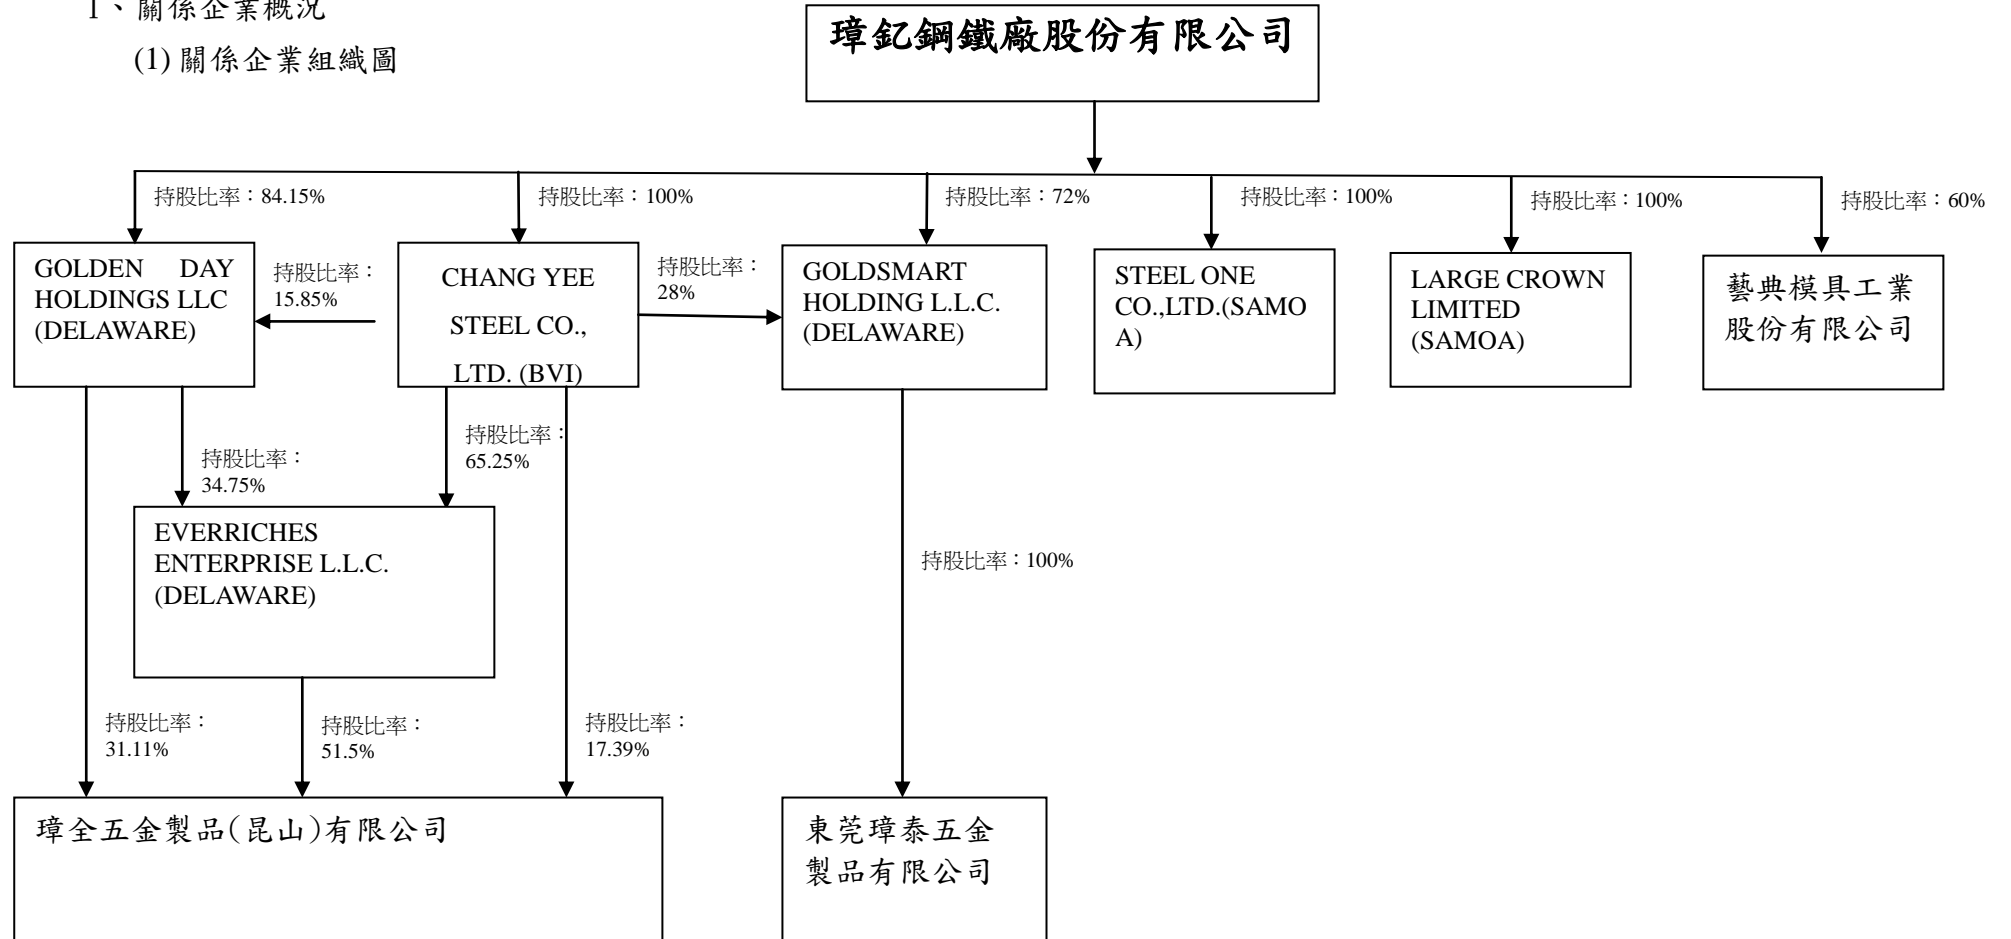 1、關係企業概況
(1) 關係企業組織圖
璋釔鋼鐵廠股份有限公司
持股比率：84.15%
持股比率：100%
持股比率：72%
持股比率：100%
持股比率：100%
持股比率：60%
GOLDEN DAY
HOLDINGS LLC
(DELAWARE)
持股比率：
15.85%
CHANG YEE
STEEL CO.,
LTD. (BVI)
持股比率：
28%
GOLDSMART
HOLDING L.L.C.
(DELAWARE)
STEEL ONE
CO.,LTD.(SAMO
A)
LARGE CROWN
LIMITED
(SAMOA)
藝典模具工業
股份有限公司
持股比率：
34.75%
持股比率：
65.25%
EVERRICHES
ENTERPRISE L.L.C.
(DELAWARE)
持股比率：100%
持股比率：
31.11%
持股比率：
51.5%
持股比率：
17.39%
璋全五金製品(昆山)有限公司
東莞璋泰五金
製品有限公司